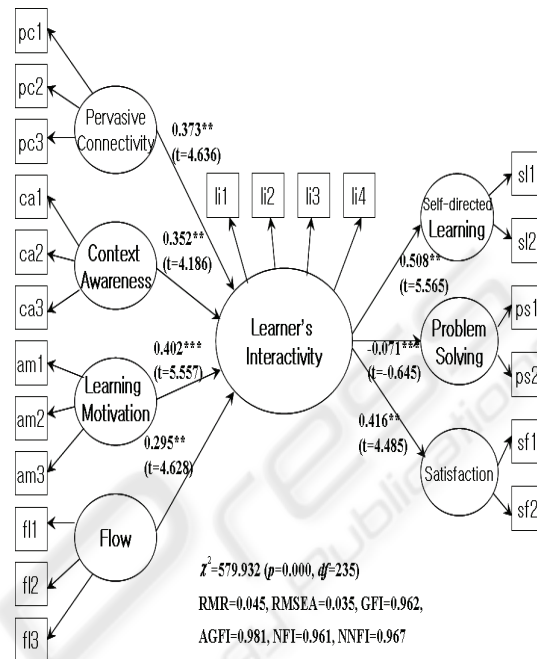 pc1
pc2
pc3
Pervasive
Connectivity
0.373**
(t=4.636)
ca1
ca2
ca3
Context
Awareness
0.352**
(t=4.186)
am1
am2
am3
Learning
Motivation
0.402***
(t=5.557)
fl1
fl2
fl3
Flow
0.295**
(t=4.628)
li1
li2
li3
li4
Learner's
Interactivity
Self-directed
Learning
0.508**
(t=5.565)
sl1
sl2
Problem
Solving
-0.071***
(t=-0.645)
ps1
ps2
Satisfaction
0.416**
(t=4.485)
sf1
sf2
χ²=579.932 (p=0.000, df=235)
RMR=0.045, RMSEA=0.035, GFI=0.962,
AGFI=0.981, NFI=0.961, NNFI=0.967